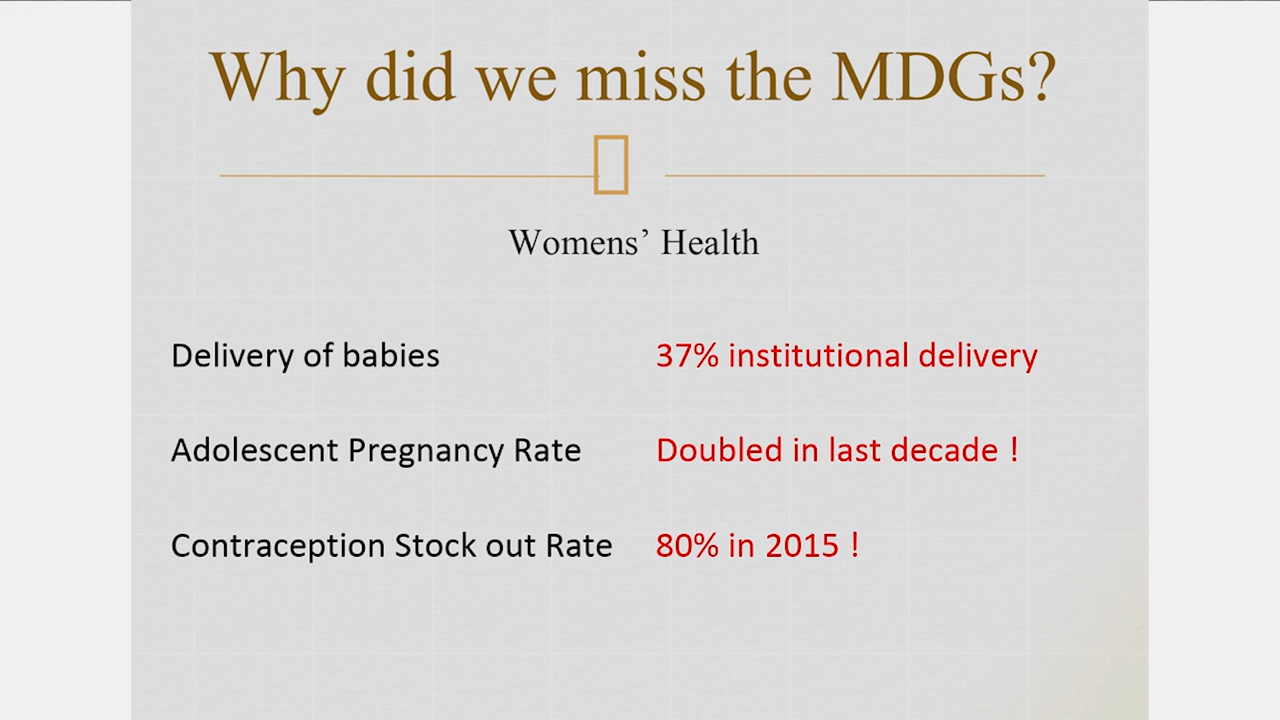 Why did we miss the MDGs?
Womens’ Health
Delivery of babies 37% institutional delivery
Adolescent Pregnancy Rate Doubled in last decade !
Contraception Stock out Rate 80% in 2015 !